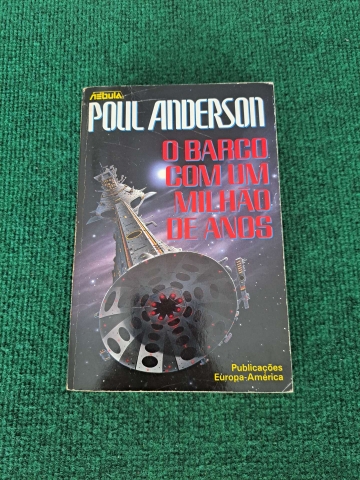 nébula
POUL ANDERSON
O BARCO
COM UM
MILHÃO
DE ANOS
Publicações
Europa-América